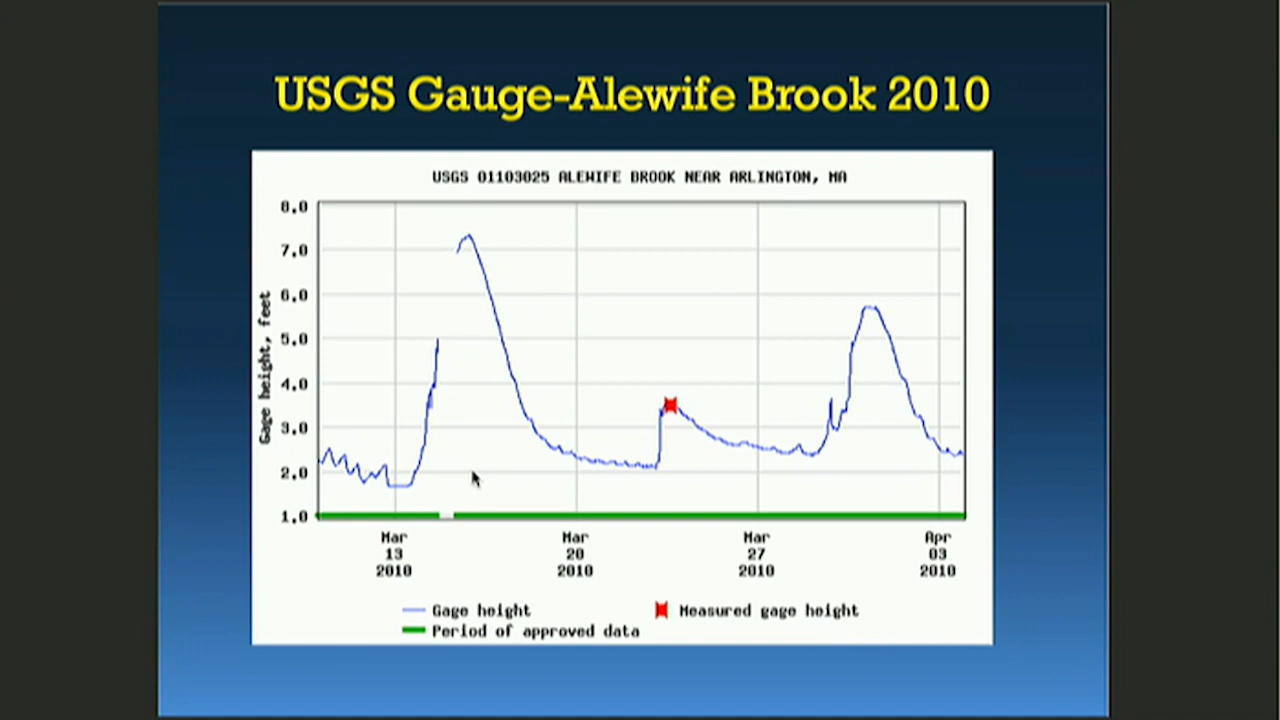 USGS Gauge-Alewife Brook 2010
USGS 01103025 ALEWIFE BROOK NEAR ARLINGTON, MA
Gage height, feet
8.0
7.0
6.0
5.0
4.0
3.0
2.0
1.0
Mar Mar Mar Apr
13 20 27 03
2010 2010 2010 2010
Gage height Measured gage height
Period of approved data